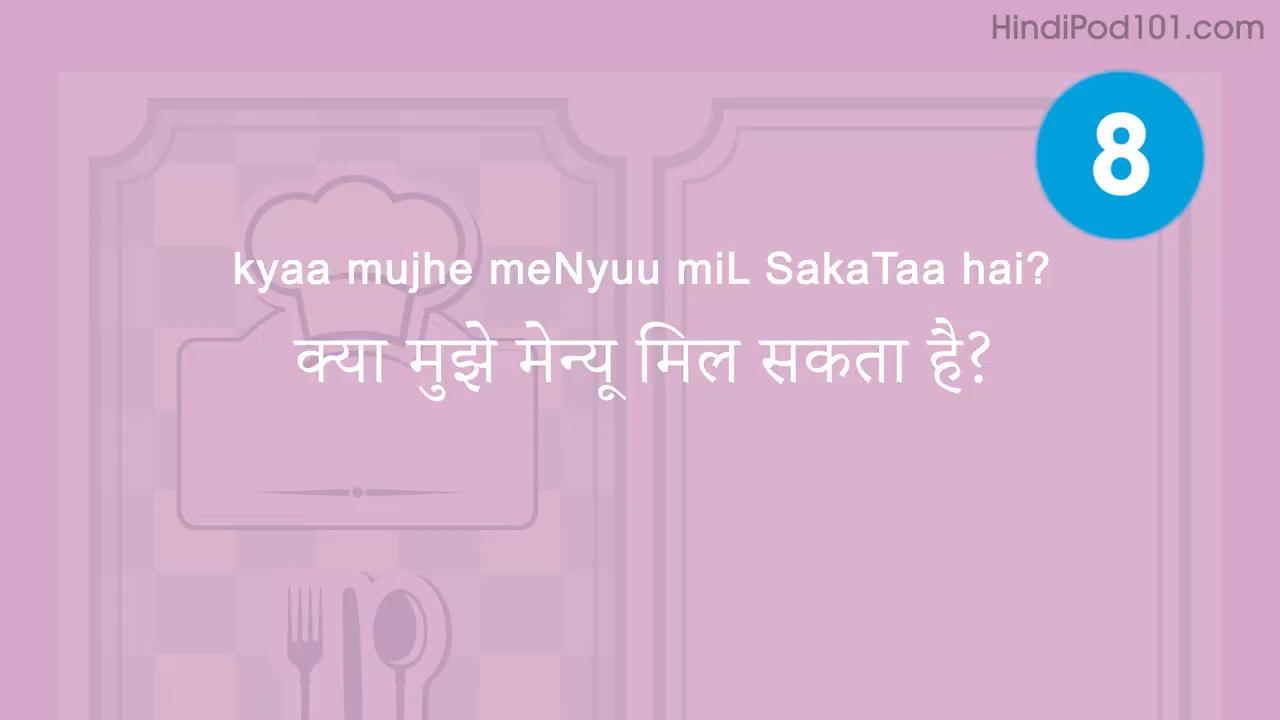 HindiPod101.com
8
kyaa mujhe meNyuu miL SakaTaa hai?
क्या मुझे मेन्यू मिल सकता है?